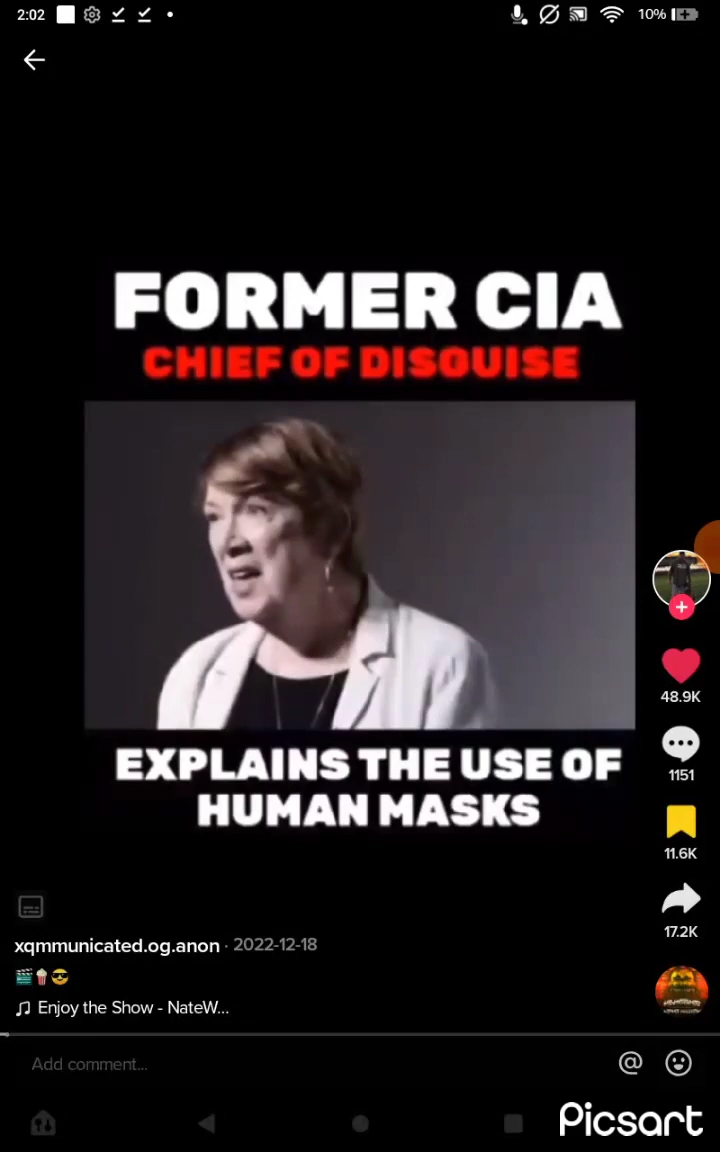 2:02
10%
FORMER CIA
CHIEF OF DISGUISE
EXPLAINS THE USE OF
HUMAN MASKS
48.9K
1151
11.6K
17.2K
xqmmunicated.og.anon · 2022-12-18
Enjoy the Show - NateW...
Add comment...
Picsart